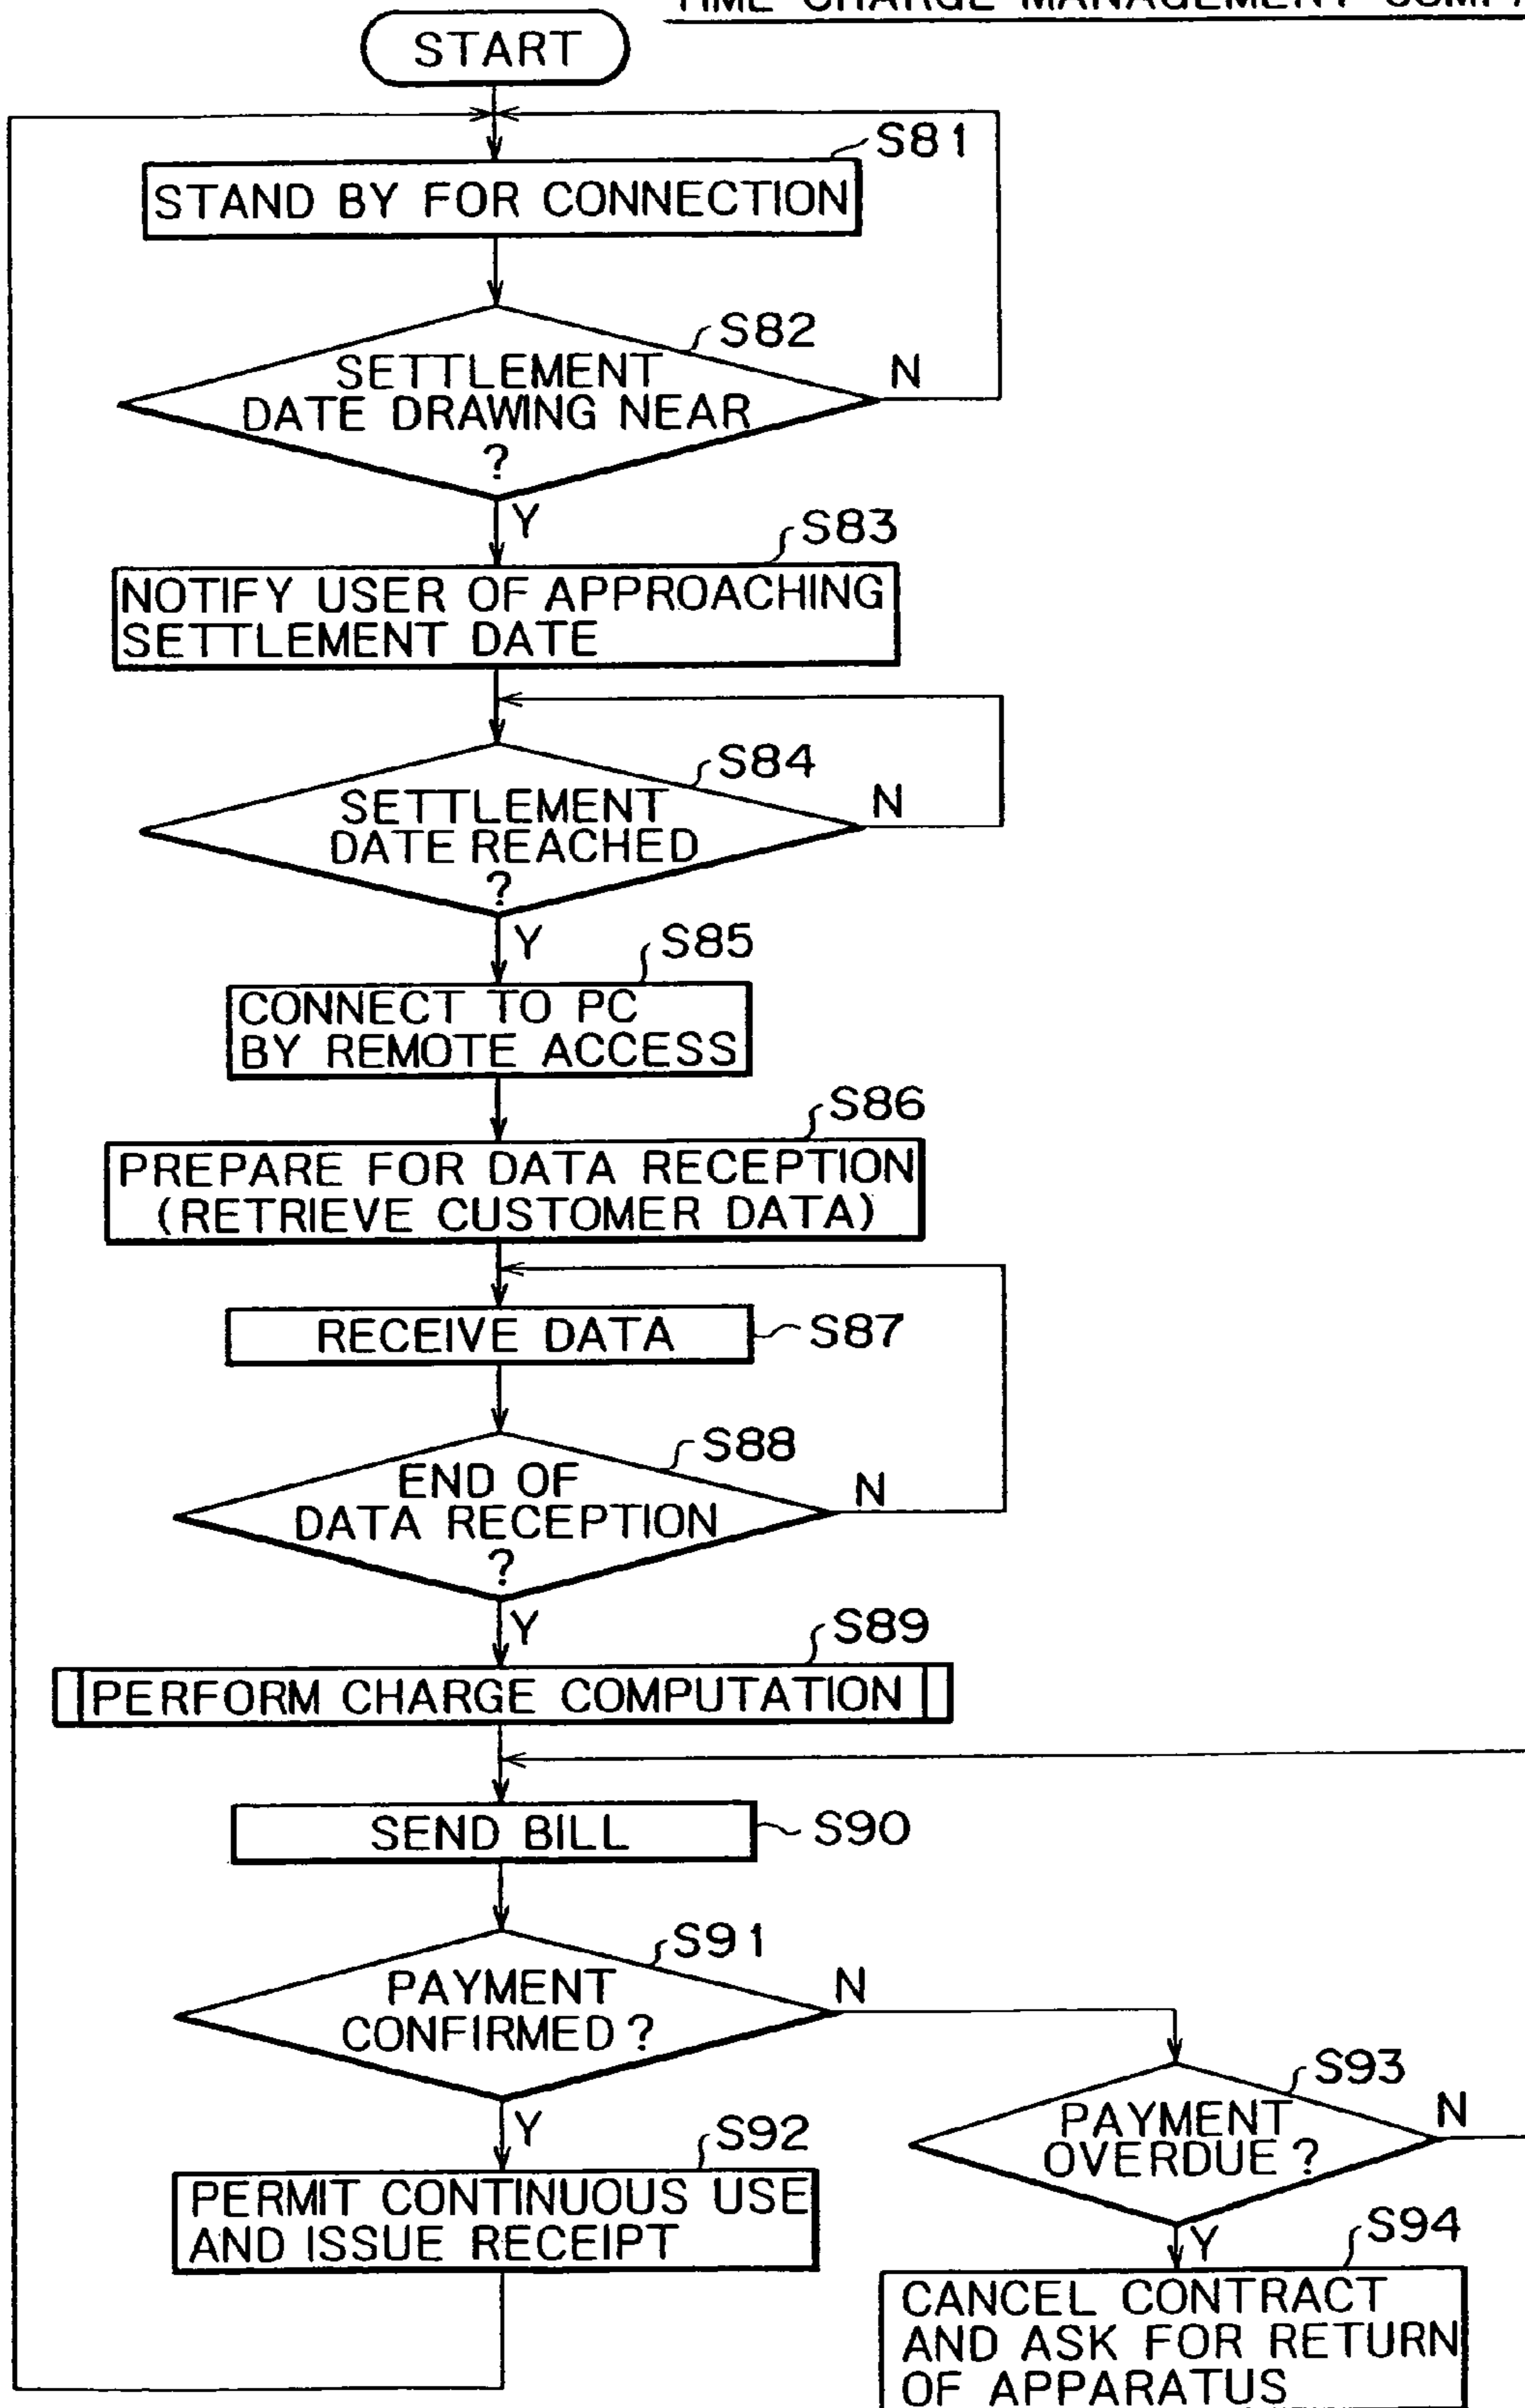 TIME CHARGE MANAGEMENT
START
S81
STAND BY FOR CONNECTION
S82
SETTLEMENT
DATE DRAWING NEAR
?
N
Y
S83
NOTIFY USER OF APPROACHING
SETTLEMENT DATE
S84
SETTLEMENT
DATE REACHED
?
N
Y
S85
CONNECT TO PC
BY REMOTE ACCESS
S86
PREPARE FOR DATA RECEPTION
(RETRIEVE CUSTOMER DATA)
RECEIVE DATA
S87
S88
END OF
DATA RECEPTION
?
N
Y
S89
PERFORM CHARGE COMPUTATION
SEND BILL
S90
S91
PAYMENT
CONFIRMED ?
N
Y
S93
PAYMENT
OVERDUE ?
N
S92
PERMIT CONTINUOUS USE
AND ISSUE RECEIPT
Y
S94
CANCEL CONTRACT
AND ASK FOR RETURN
OF APPARATUS